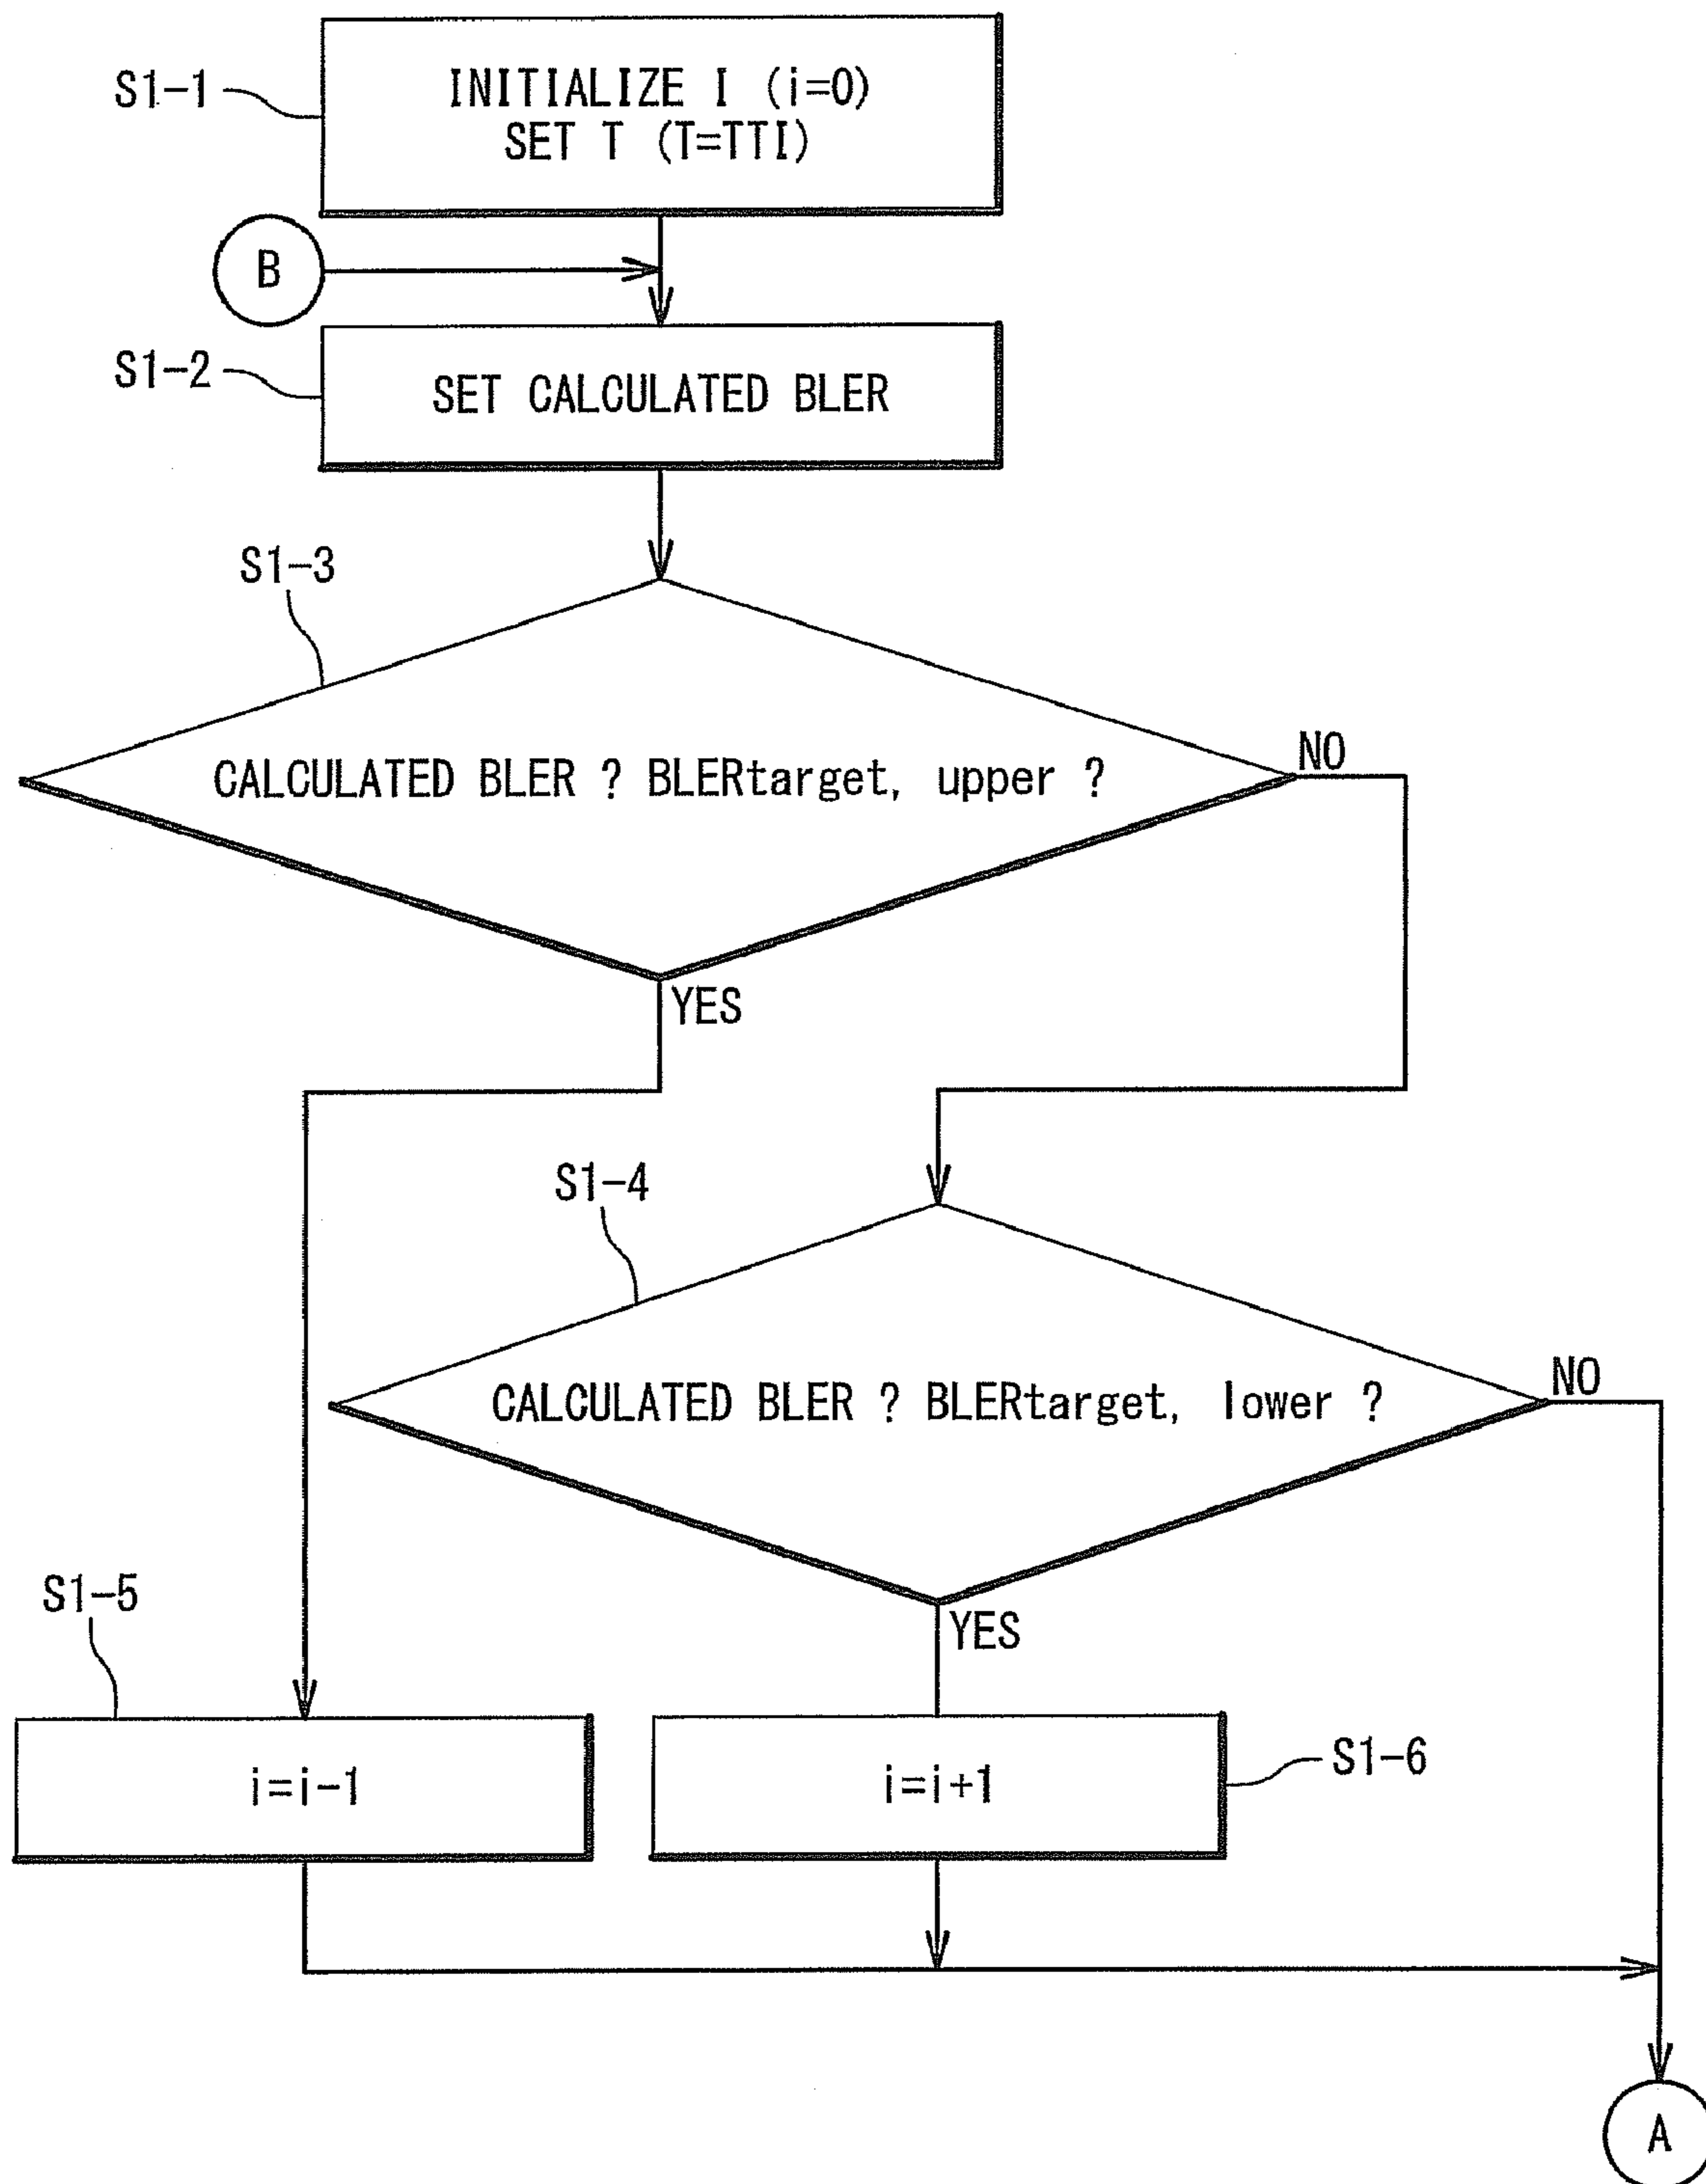 S1-1
INITIALIZE I (i=0)
SET T (T=TTI)
B
S1-2
SET CALCULATED BLER
S1-3
CALCULATED BLER ? BLERtarget, upper ?
NO
YES
S1-4
CALCULATED BLER ? BLERtarget, lower ?
NO
YES
S1-5
i=i-1
i=i+1
S1-6
A